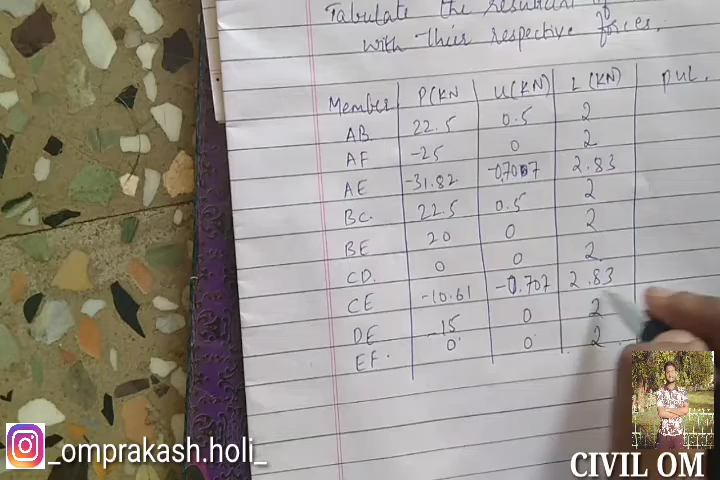 Tabulate the resultant of
with their respective forces.
Member P(KN U(KN) L(KN) pul.
AB 22.5 0.5 2
AF -25 0 2
AE -31.82 -0.7007 2.83
BC. 22.5 0.5 2
BE 20 0 2
CD. 0 0 2
CE -10.61 -0.707 2.83
DE -15 0 2
EF. 0 0 2
_omprakash.holi_
CIVIL OM